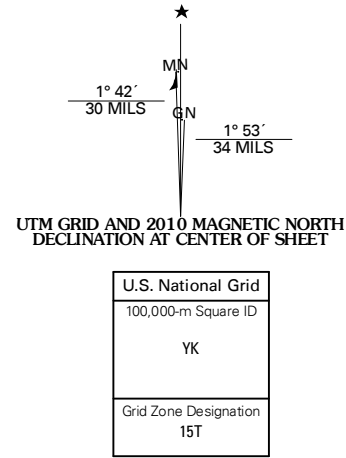 MN
1° 42´
30 MILS
GN
1° 53´
34 MILS
UTM GRID AND 2010 MAGNETIC NORTH
DECLINATION AT CENTER OF SHEET
U.S. National Grid
100,000-m Square ID
YK
Grid Zone Designation
15T